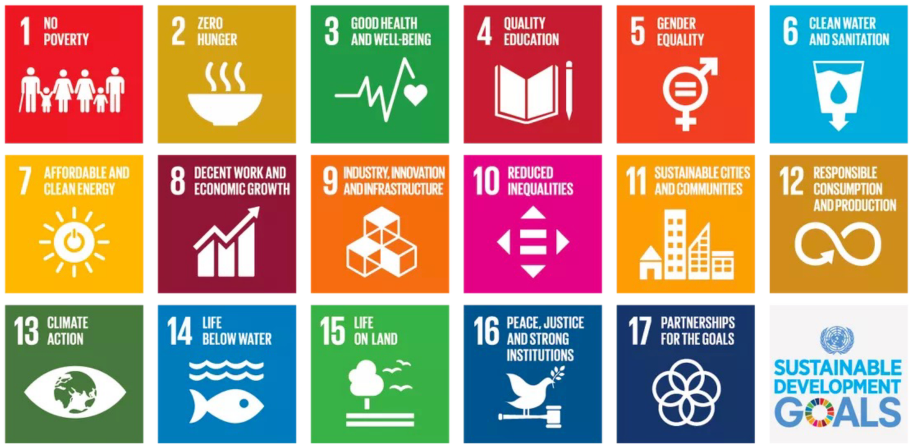 1 NO
POVERTY
2 ZERO
HUNGER
3 GOOD HEALTH
AND WELL-BEING
4 QUALITY
EDUCATION
5 GENDER
EQUALITY
6 CLEAN WATER
AND SANITATION
7 AFFORDABLE AND
CLEAN ENERGY
8 DECENT WORK AND
ECONOMIC GROWTH
9 INDUSTRY, INNOVATION
AND INFRASTRUCTURE
10 REDUCED
INEQUALITIES
11 SUSTAINABLE CITIES
AND COMMUNITIES
12 RESPONSIBLE
CONSUMPTION
AND PRODUCTION
13 CLIMATE
ACTION
14 LIFE
BELOW WATER
15 LIFE
ON LAND
16 PEACE, JUSTICE
AND STRONG
INSTITUTIONS
17 PARTNERSHIPS
FOR THE GOALS
SUSTAINABLE
DEVELOPMENT
GOALS